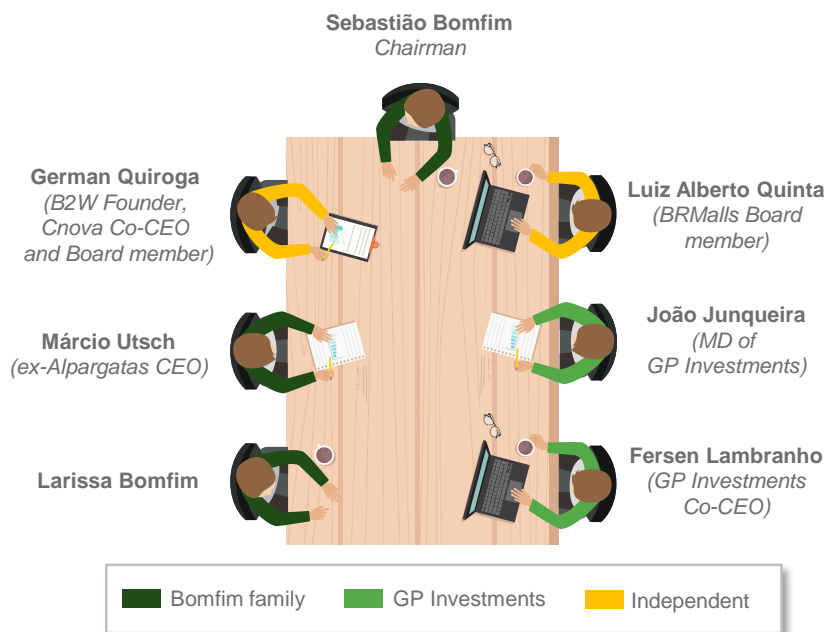 Sebastião Bomfim
Chairman
German Quiroga
(B2W Founder,
Cnova Co-CEO
and Board member)
Luiz Alberto Quinta
(BRMalls Board
member)
Márcio Utsch
(ex-Alpargatas CEO)
João Junqueira
(MD of
GP Investments)
Larissa Bomfim
Fersen Lambranho
(GP Investments
Co-CEO)
Bomfim family
GP Investments
Independent